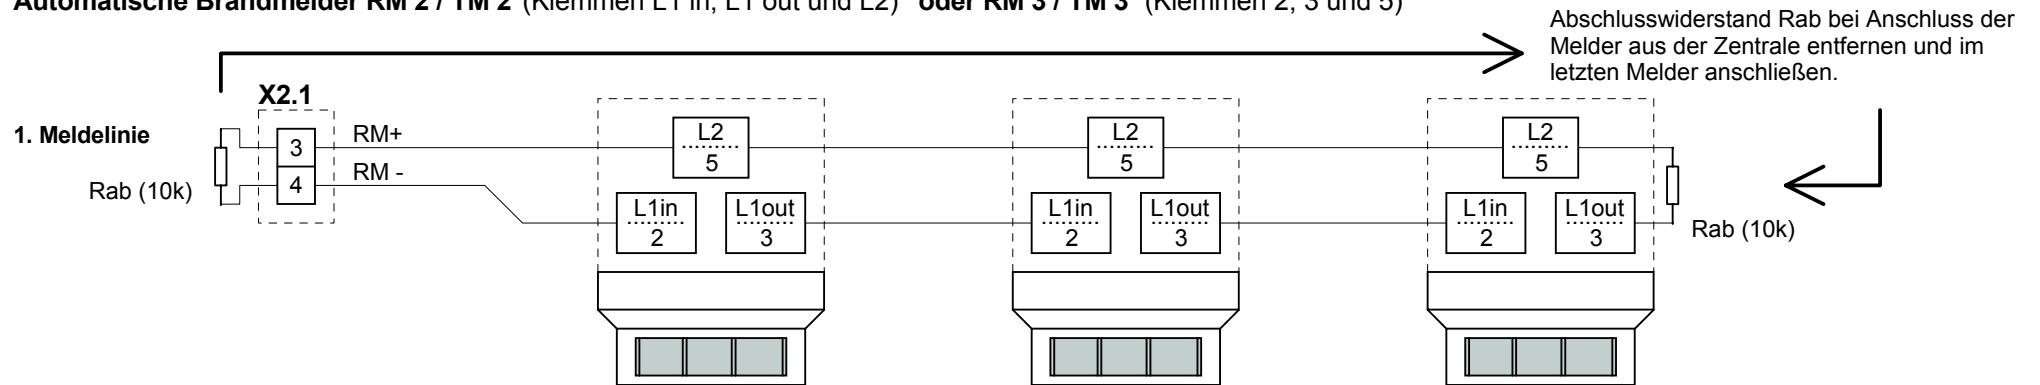 Automatische Brandmelder RM 2 / TM 2 (Klemmen L1 in, L1 out und L2) oder RM 3 / TM 3 (Klemmen 2, 3 und 5)
Abschlusswiderstand Rab bei Anschluss der
Melder aus der Zentrale entfernen und im
letzten Melder anschließen.
X2.1
1. Meldelinie
3
RM+
4
RM -
Rab (10k)
L2
5
L1in
2
L1out
3
L2
5
L1in
2
L1out
3
L2
5
L1in
2
L1out
3
Rab (10k)